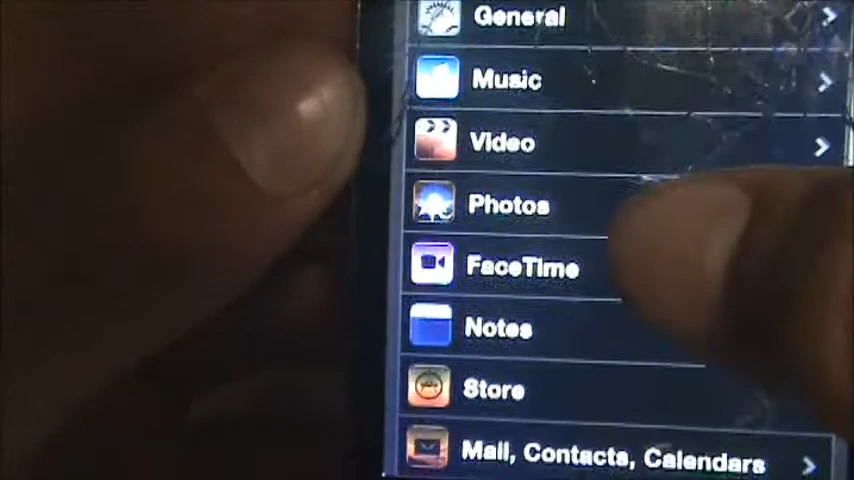 General
Music
Video
Photos
FaceTime
Notes
Store
Mail, Contacts, Calendars